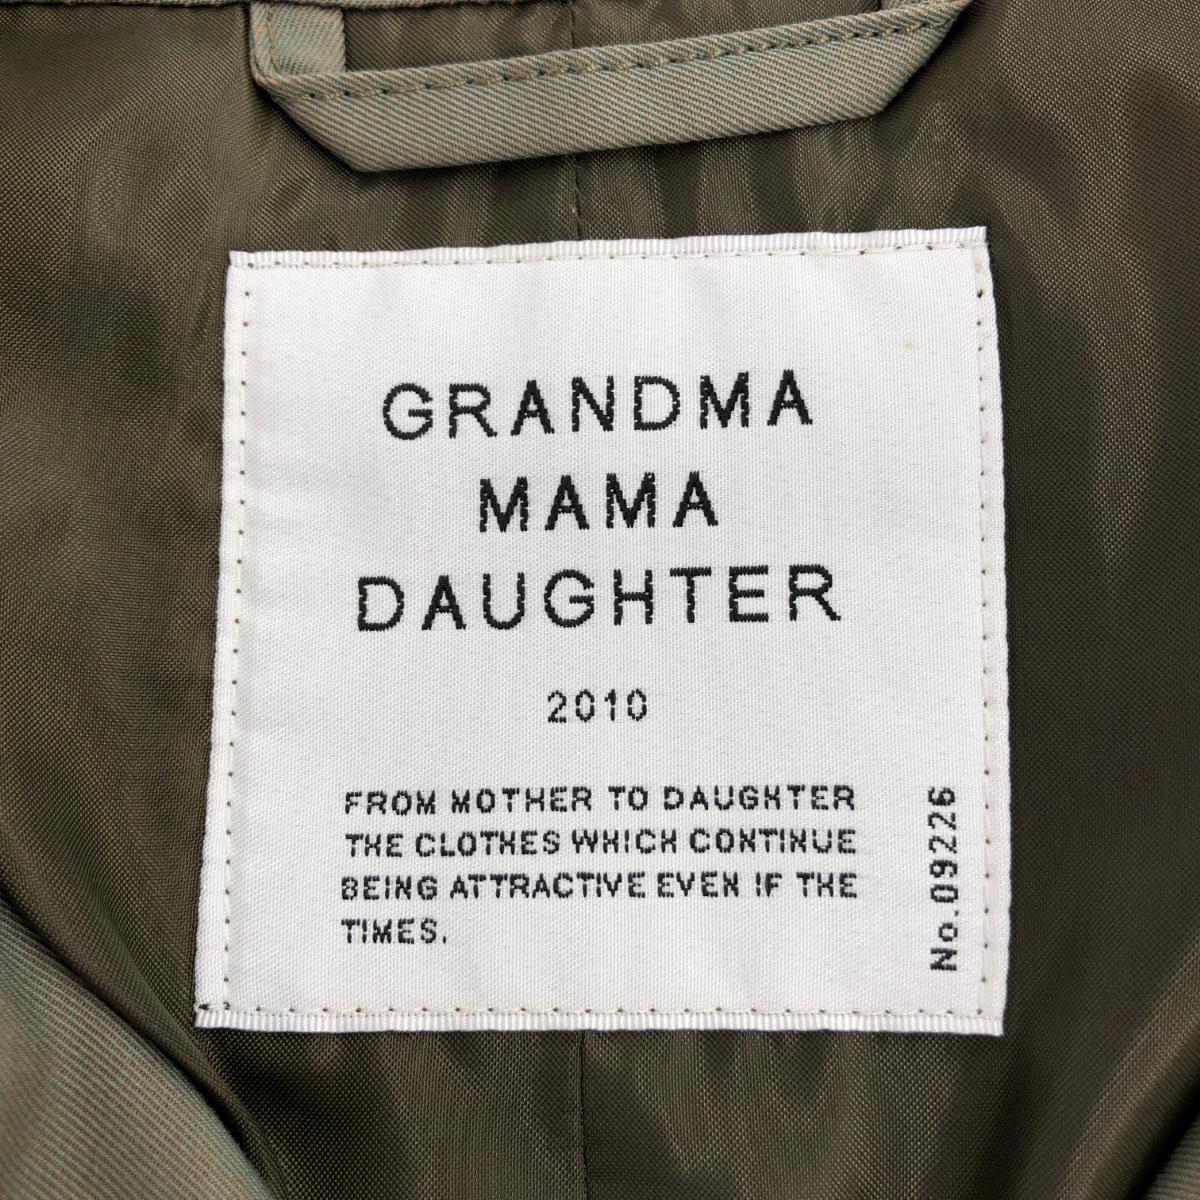 GRANDMA
MAMA
DAUGHTER
2010
FROM MOTHER TO DAUGHTER
THE CLOTHES WHICH CONTINUE
BEING ATTRACTIVE EVEN IF THE
TIMES.
No.09226